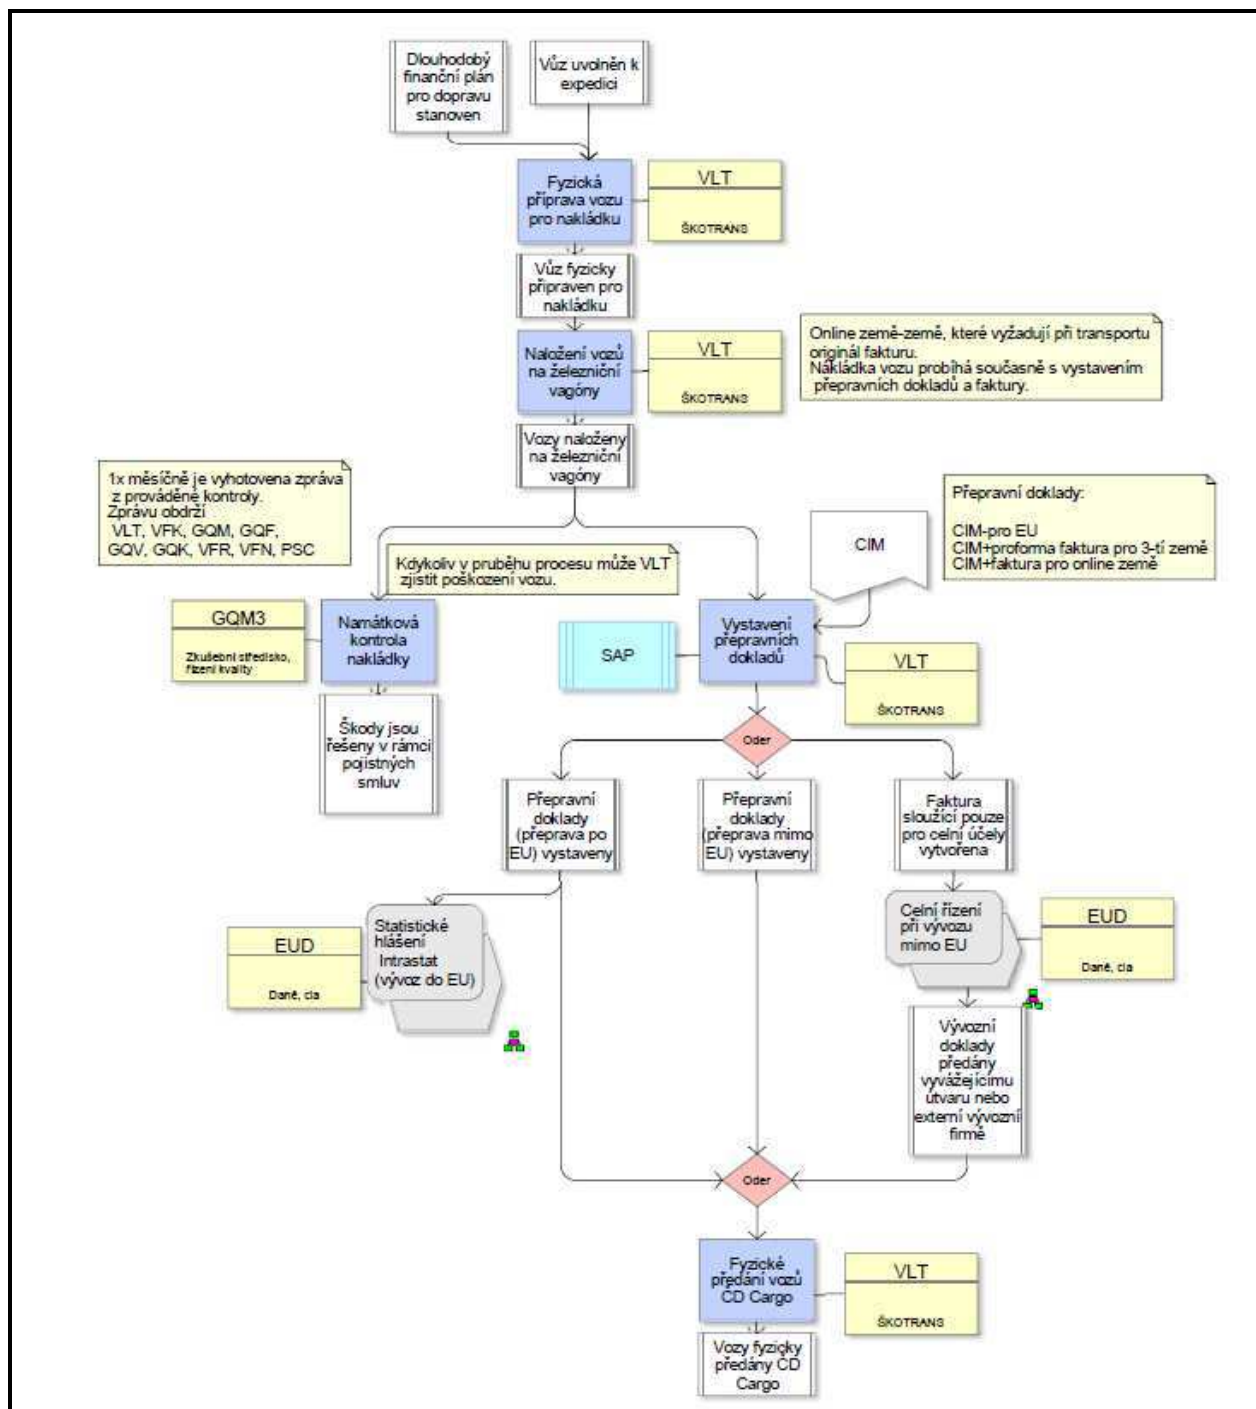 Dlouhodobý
finanční plán
pro dopravu
stanoven
Vůz uvolněn k
expedici
Fyzická
příprava vozu
pro nakládku
VLT
ŠKOTRANS
Vůz fyzicky
připraven pro
nakládku
Naložení vozů
na železniční
vagóny
VLT
ŠKOTRANS
Online země-země, které vyžadují při transportu
originál fakturu.
Nakládka vozu probíhá současně s vystavením
přepravních dokladů a faktury.
Vozy naloženy
na železniční
vagóny
1x měsíčně je vyhotovena zpráva
z prováděné kontroly.
Zprávu obdrží
VLT, VFK, GQM, GQF,
GQV, GQK, VFR, VFN, PSC
Kdykoliv v pruběhu procesu může VLT
zjistit poškození vozu.
CIM
Přepravní doklady:
CIM-pro EU
CIM+proforma faktura pro 3-tí země
CIM+faktura pro online země
GQM3
Zkušební středisko,
řízení kvality
Namátková
kontrola
nakládky
SAP
Vystavení
přepravních
dokladů
VLT
ŠKOTRANS
Škody jsou
řešeny v rámci
pojistných
smluv
Oder
Přepravní
doklady
(přeprava po
EU) vystaveny
Přepravní
doklady
(přeprava mimo
EU) vystaveny
Faktura
sloužící pouze
pro celní účely
vytvořena
EUD
Daně, cla
Statistické
hlášení
Intrastat
(vývoz do EU)
Celní řízení
při vývozu
mimo EU
EUD
Daně, cla
Vývozní
doklady
předány
vyvážejícímu
útvaru nebo
externí vývozní
firmě
Oder
Fyzické
předání vozů
ČD Cargo
VLT
ŠKOTRANS
Vozy fyzicky
předány ČD
Cargo